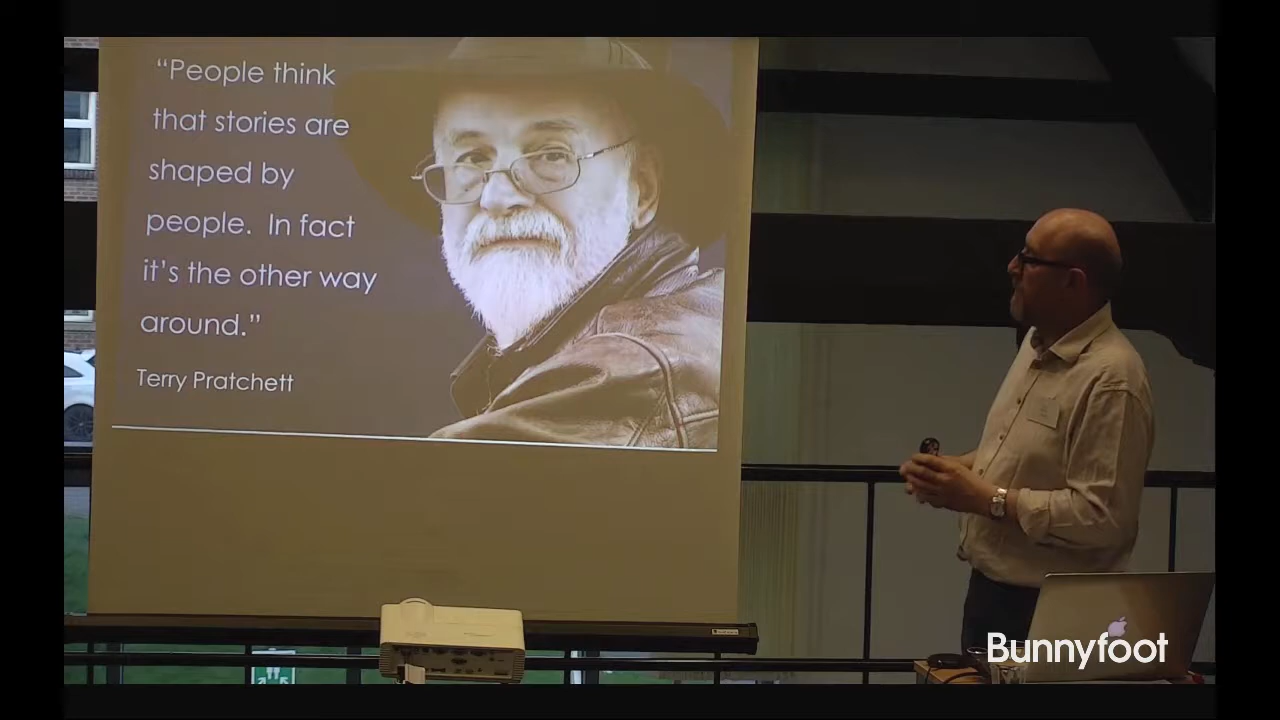 “People think
that stories are
shaped by
people.  In fact
it’s the other way
around.”
Terry Pratchett
Bunnyfoot